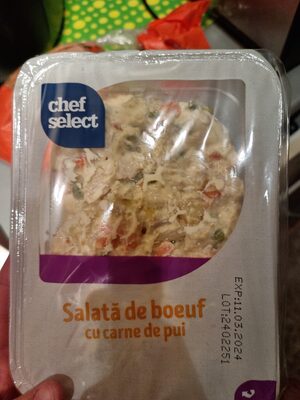 chef
select
Salată de boeuf
cu carne de pui
EXP:11.03.2024
LOT:2402251